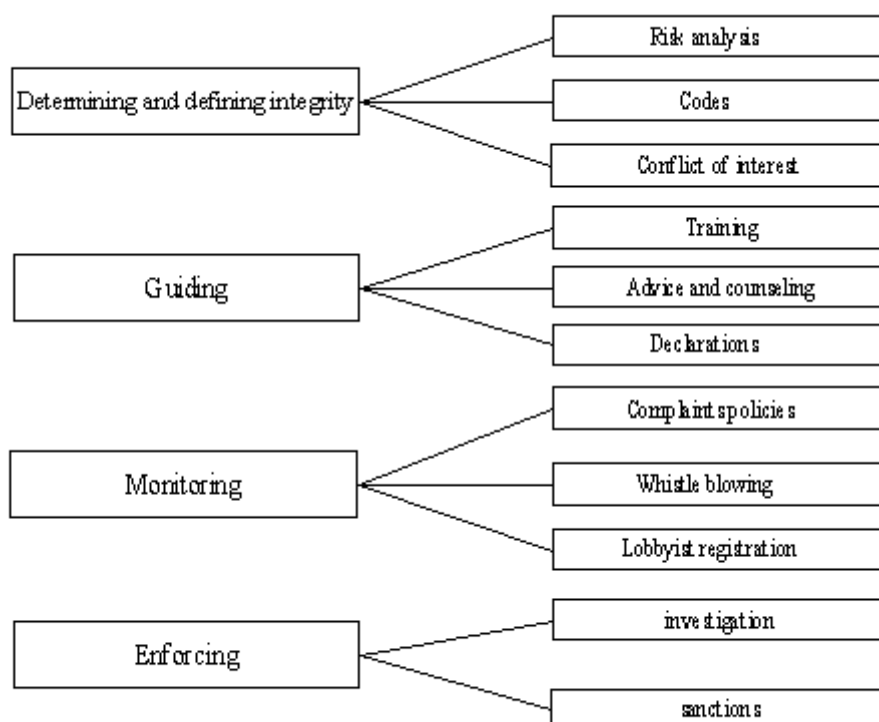 Determining and defining integrity
Risk analysis
Codes
Conflict of interest
Guiding
Training
Advice and counseling
Declarations
Monitoring
Complaints policies
Whistle blowing
Lobbyist registration
Enforcing
investigation
sanctions